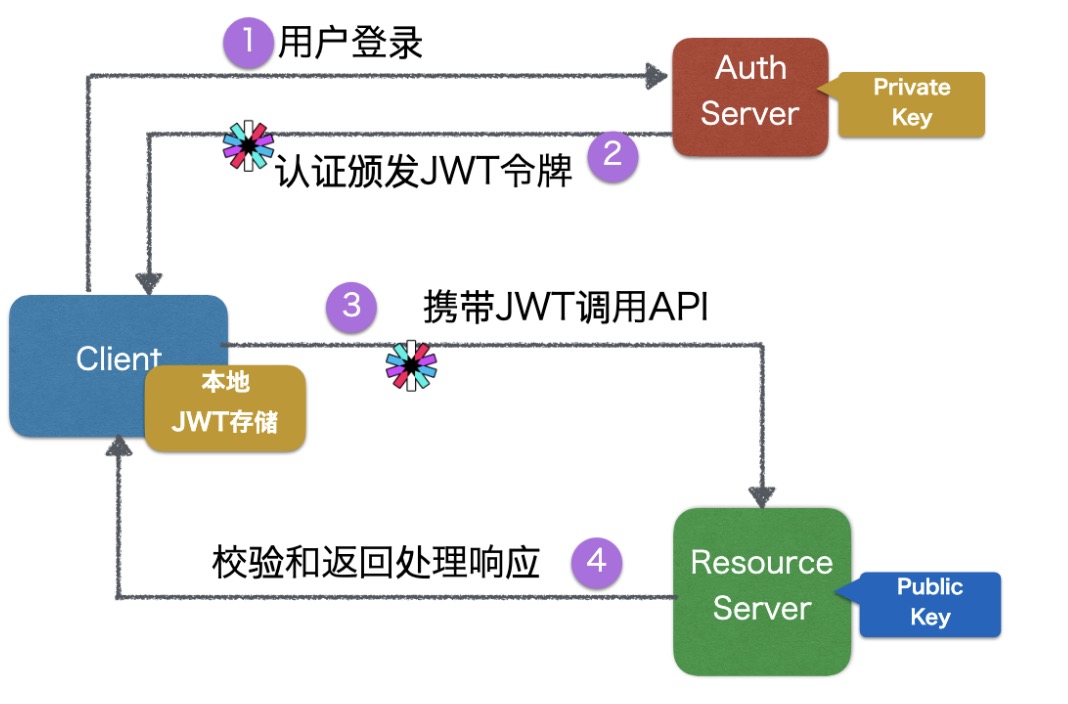 1 用户登录
Auth
Server
Private
Key
认证颁发JWT令牌 2
3 携带JWT调用API
Client
本地
JWT存储
校验和返回处理响应 4
Resource
Server
Public
Key